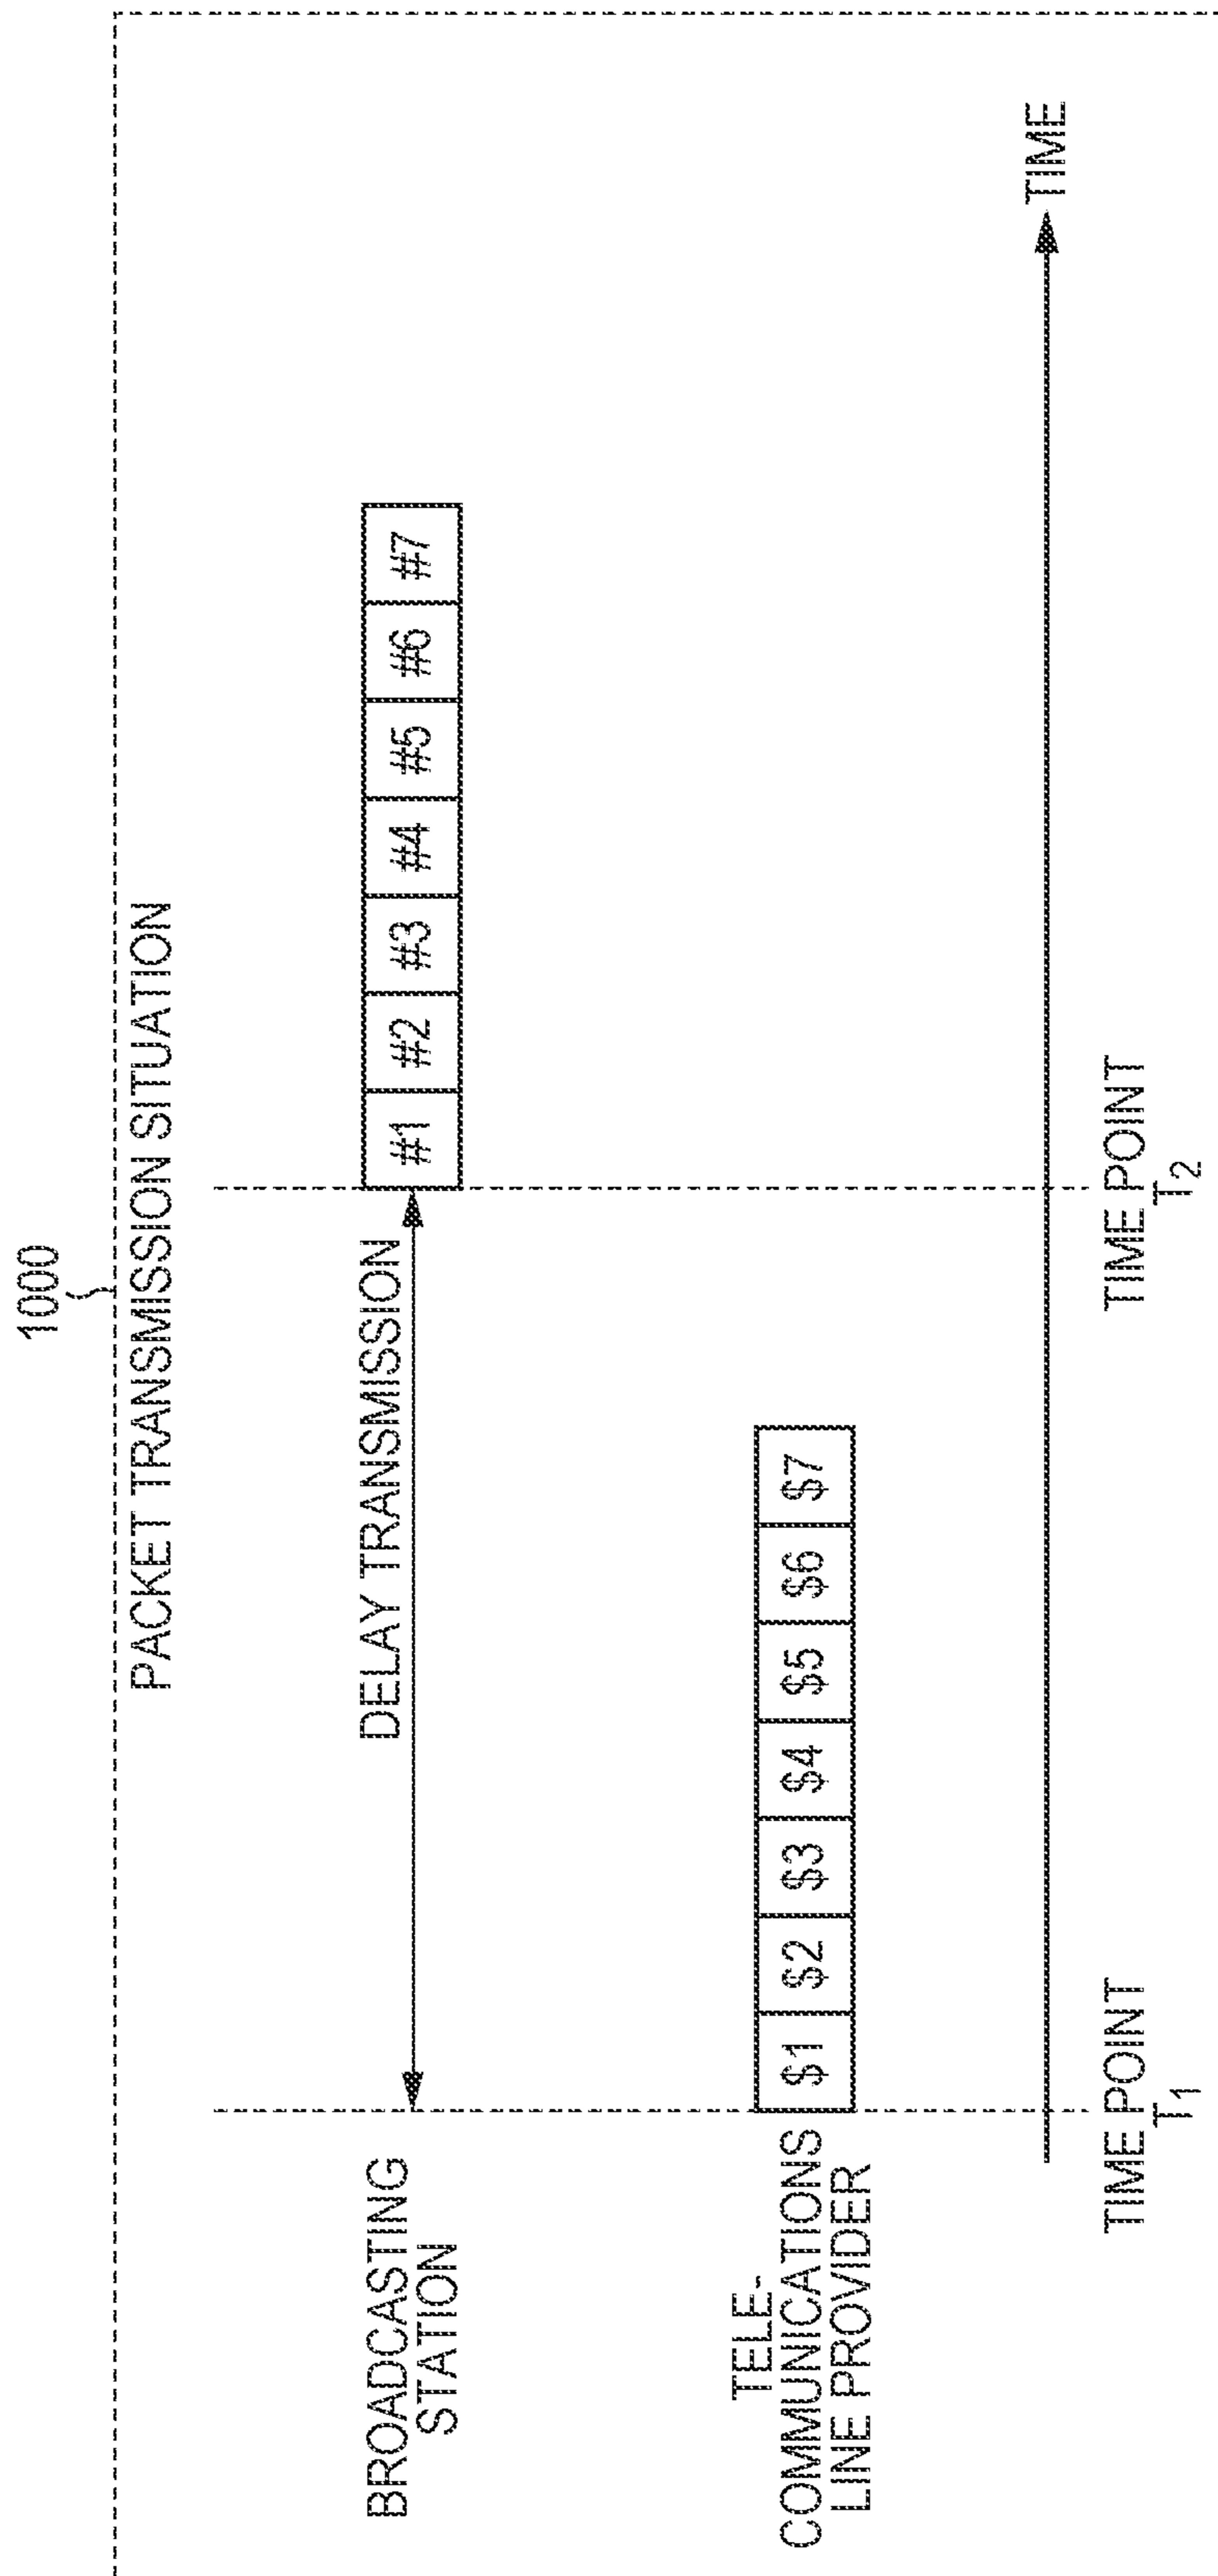 1000
PACKET TRANSMISSION SITUATION
BROADCASTING
STATION
DELAY TRANSMISSION
#1 #2 #3 #4 #5 #6 #7
TELE-
COMMUNICATIONS
LINE PROVIDER
$1 $2 $3 $4 $5 $6 $7
TIME
TIME POINT
T1
TIME POINT
T2